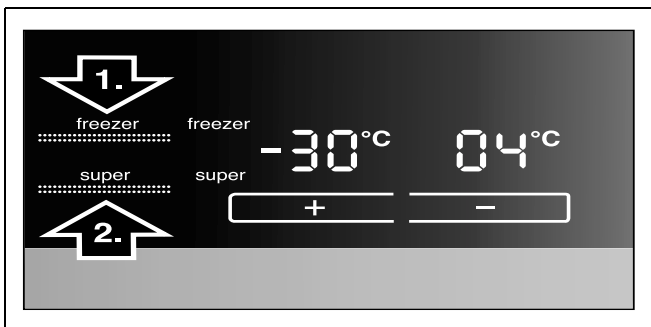 1.
freezer freezer
-30°C 04°C
super super
+ −
2.